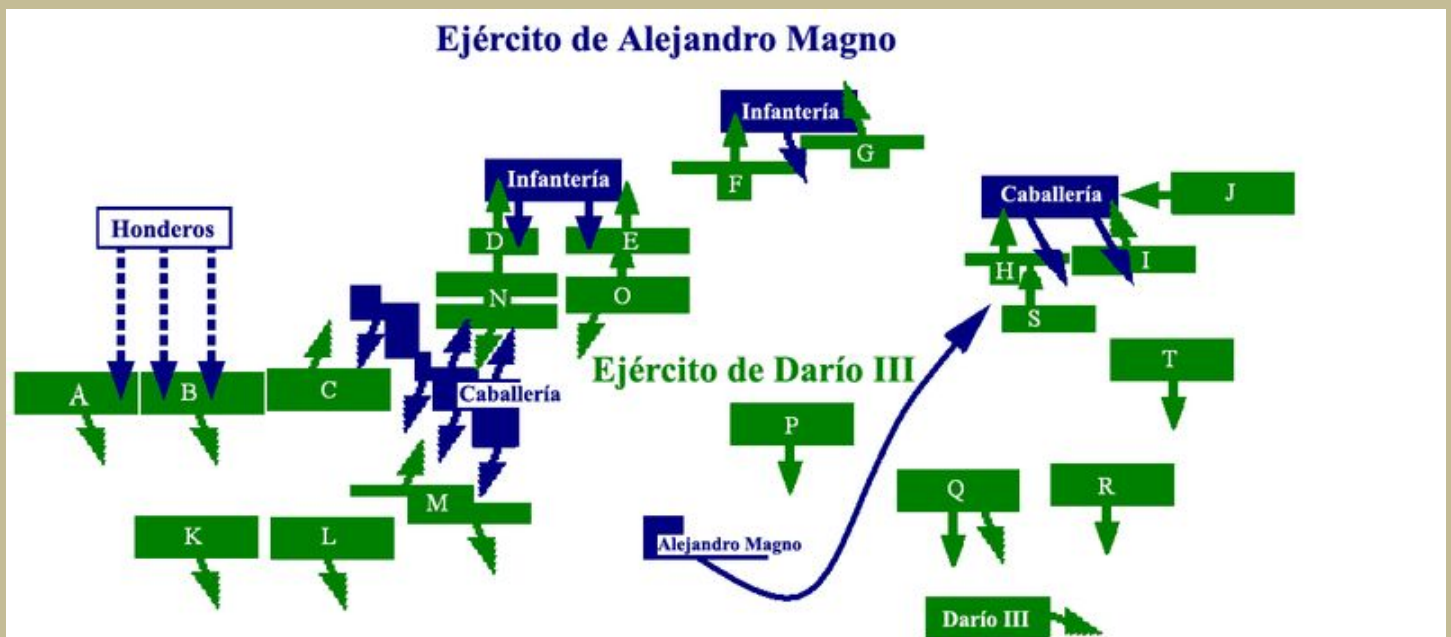 Ejército de Alejandro Magno
Infantería
G
F
Infantería
Caballería
J
Honderos
D
E
H
I
N
O
S
Ejército de Darío III
T
A
B
C
Caballería
P
M
Q
R
K
L
Alejandro Magno
Darío III